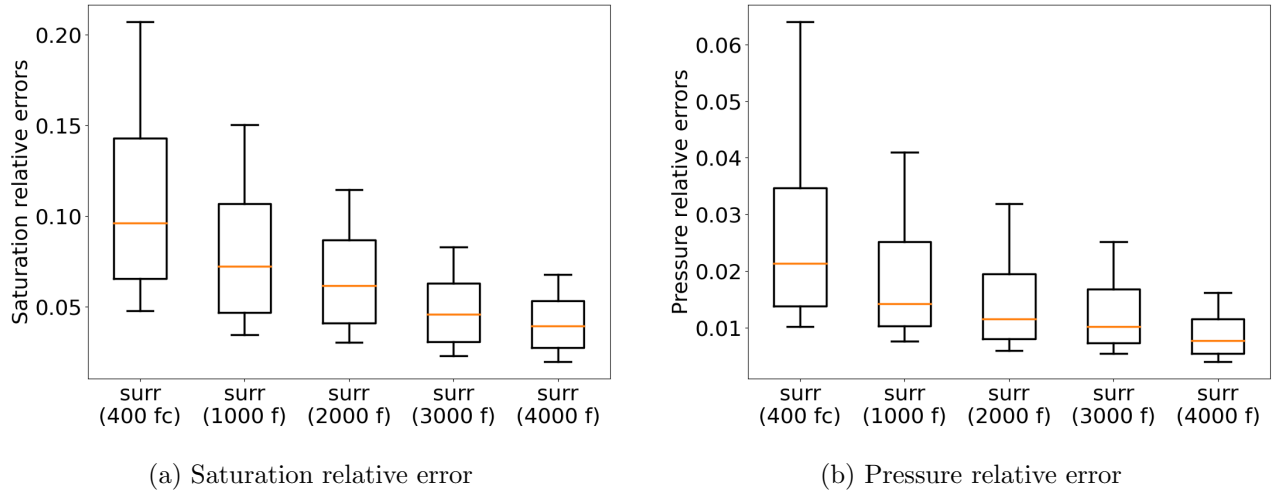 Saturation relative errors
0.20
0.15
0.10
0.05
surr
(400 fc)
surr
(1000 f)
surr
(2000 f)
surr
(3000 f)
surr
(4000 f)
(a) Saturation relative error
Pressure relative errors
0.06
0.05
0.04
0.03
0.02
0.01
surr
(400 fc)
surr
(1000 f)
surr
(2000 f)
surr
(3000 f)
surr
(4000 f)
(b) Pressure relative error